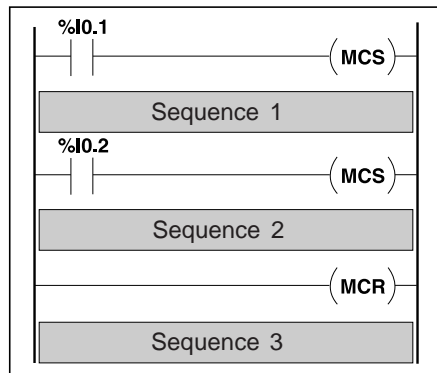 %I0.1
(MCS)
Sequence 1
%I0.2
(MCS)
Sequence 2
(MCR)
Sequence 3